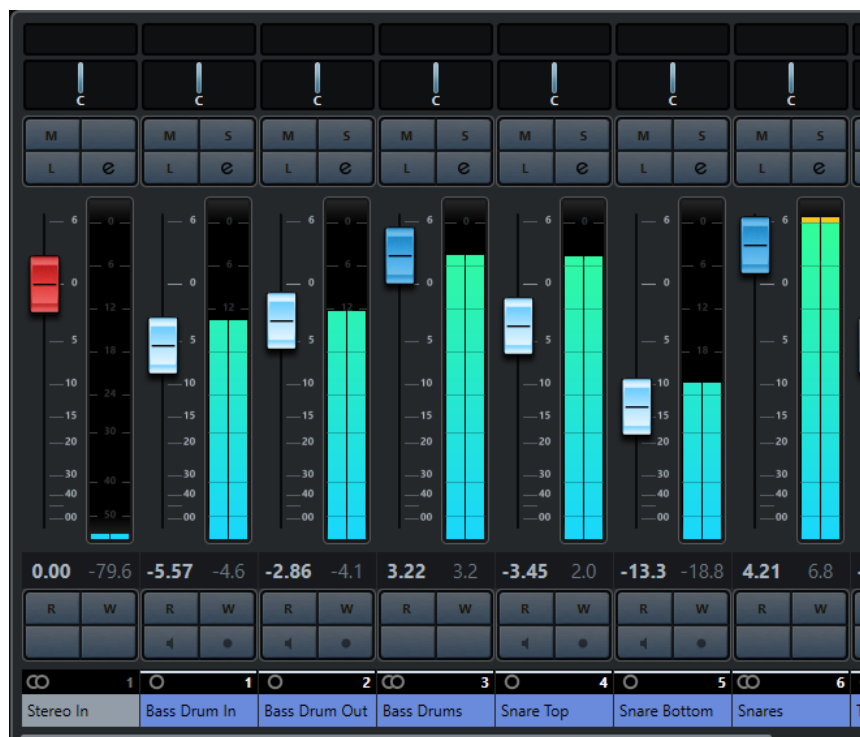 C C C C C C C
M M S M S M S M S M S M S
L e L e L e L e L e L e L e
6 0 6 0 6 0 6 6 0 6 0 6
6 6
0 0 0 0 0 0 0
12 12 12 12
5 5 5 5 5 5 5
18 18
10 10 10 10 10 10 10
24
15 15 15 15 15 15 15
30
20 20 20 20 20 20 20
30 30 30 30 30 30 30
40
40 40 40 40 40 40 40
50
00 00 00 00 00 00 00
0.00 -79.6 -5.57 -4.6 -2.86 -4.1 3.22 3.2 -3.45 2.0 -13.3 -18.8 4.21 6.8
R W R W R W R W R W R W R W
1 1 2 3 4 5 6
Stereo In Bass Drum In Bass Drum Out Bass Drums Snare Top Snare Bottom Snares